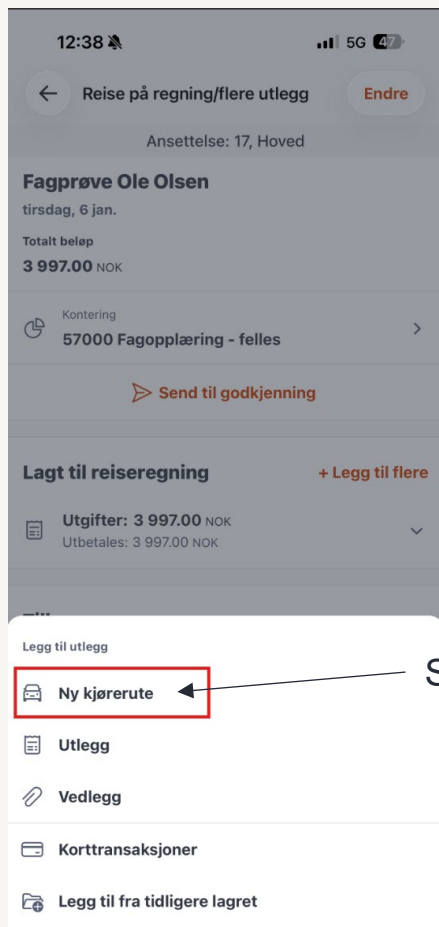 12:38
5G 47
Reise på regning/flere utlegg
Endre
Ansettelse: 17, Hoved
Fagprøve Ole Olsen
tirsdag, 6 jan.
Totalt beløp
3 997.00 NOK
Kontering
57000 Fagopplæring - felles
Send til godkjenning
Lagt til reiseregning
+ Legg til flere
Utgifter: 3 997.00 NOK
Utbetales: 3 997.00 NOK
Legg til utlegg
Ny kjørerute
S
Utlegg
Vedlegg
Korttransaksjoner
Legg til fra tidligere lagret